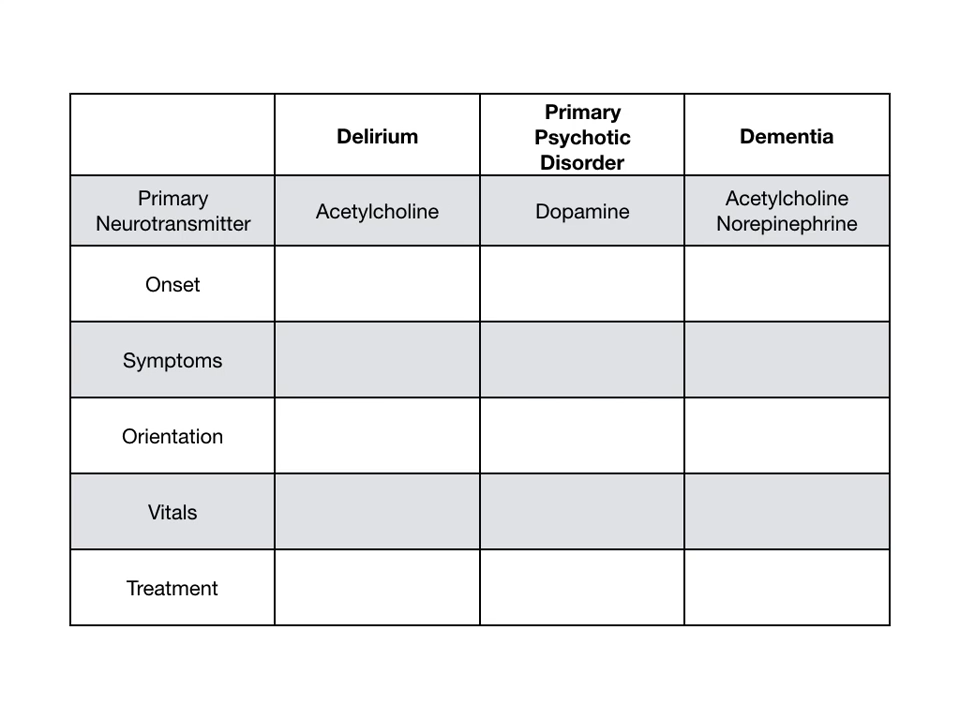 Delirium
Primary
Psychotic
Disorder
Dementia
Primary
Neurotransmitter
Acetylcholine
Dopamine
Acetylcholine
Norepinephrine
Onset
Symptoms
Orientation
Vitals
Treatment